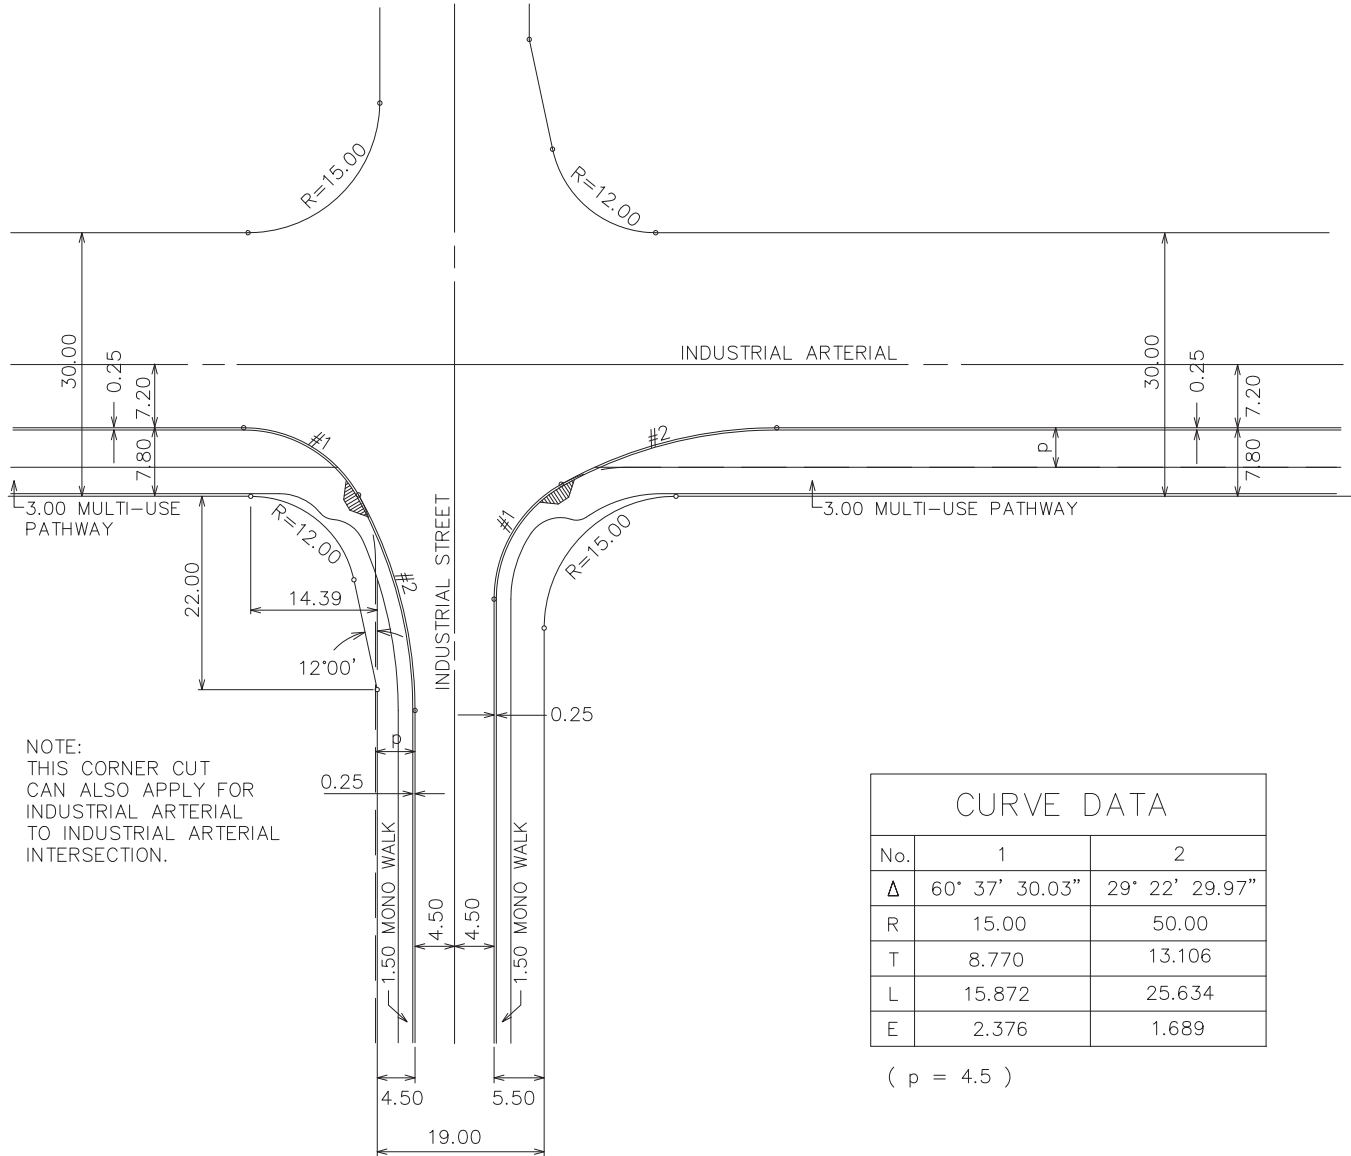 R=15.00
R=12.00
INDUSTRIAL ARTERIAL
30.00
0.25
7.20
7.80
#1
#2
p
30.00
0.25
7.20
7.80
3.00 MULTI-USE
PATHWAY
R=12.00
#2
INDUSTRIAL STREET
#1
R=15.00
3.00 MULTI-USE PATHWAY
22.00
14.39
12°00'
0.25
p
0.25
NOTE:
THIS CORNER CUT
CAN ALSO APPLY FOR
INDUSTRIAL ARTERIAL
TO INDUSTRIAL ARTERIAL
INTERSECTION.
1.50 MONO WALK
4.50
4.50
1.50 MONO WALK
4.50
5.50
19.00
CURVE DATA
No. 1 2
Δ 60° 37' 30.03" 29° 22' 29.97"
R 15.00 50.00
T 8.770 13.106
L 15.872 25.634
E 2.376 1.689
( p = 4.5 )